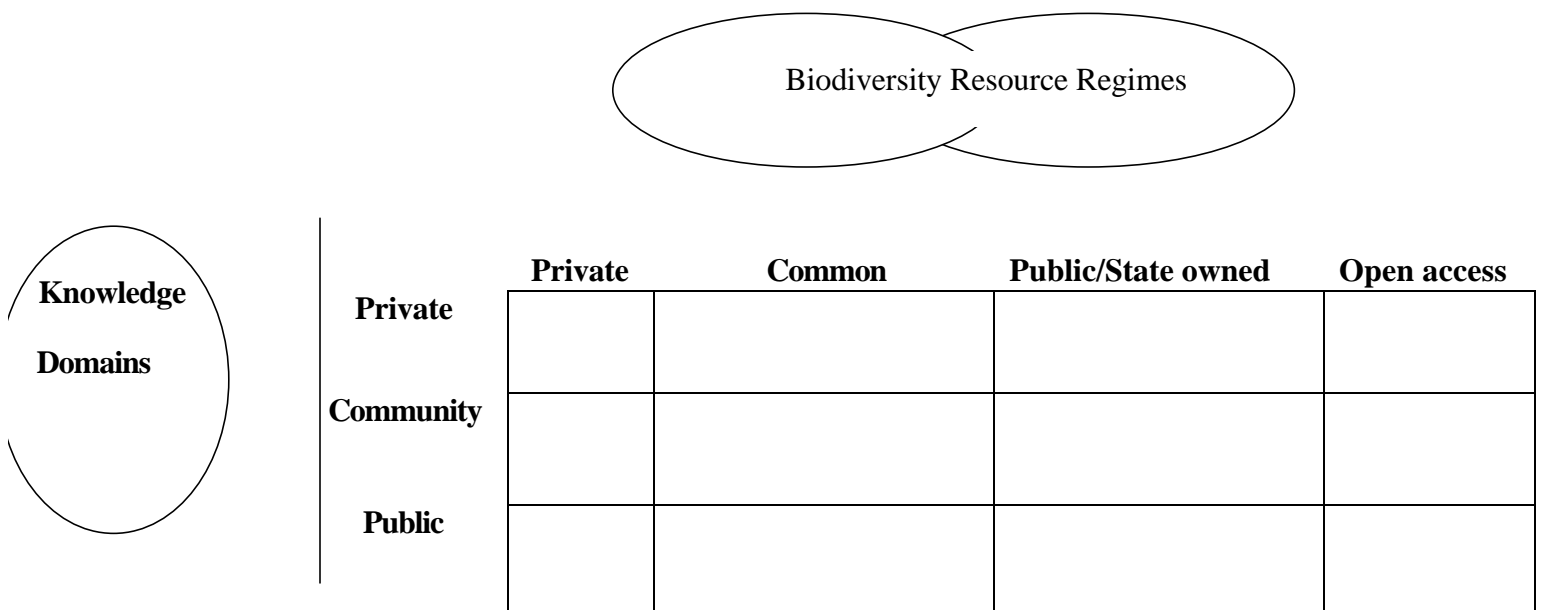 Biodiversity Resource Regimes
Knowledge
Domains
Private Common Public/State owned Open access
Private
Community
Public